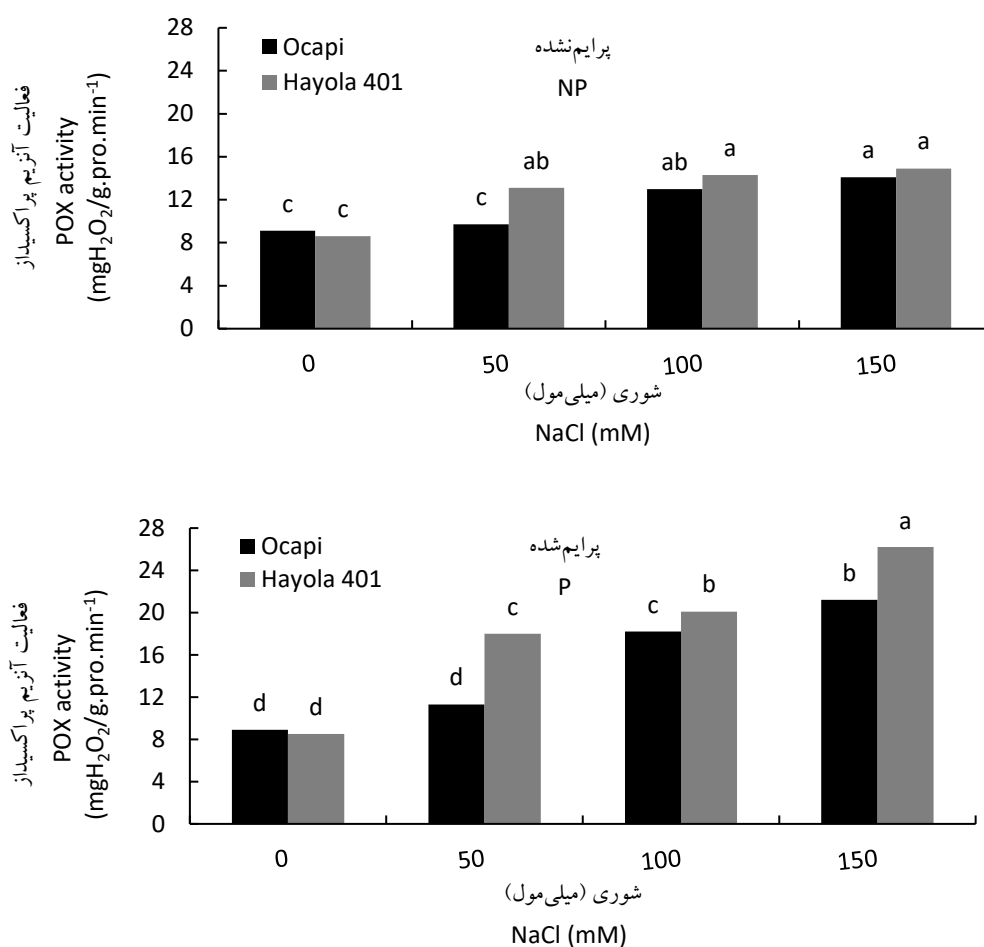 فعالیت آنزیم پراکسیداز
POX activity
(mgH₂O₂/g.pro.min⁻¹)
28
24
20
16
12
8
4
0
Ocapi
Hayola 401
پرایم‌نشده
NP
c c c ab ab a a a
0 50 100 150
شوری (میلی‌مول)
NaCl (mM)
فعالیت آنزیم پراکسیداز
POX activity
(mgH₂O₂/g.pro.min⁻¹)
28
24
20
16
12
8
4
0
Ocapi
Hayola 401
پرایم‌شده
P
d d d c c b b a
0 50 100 150
شوری (میلی‌مول)
NaCl (mM)